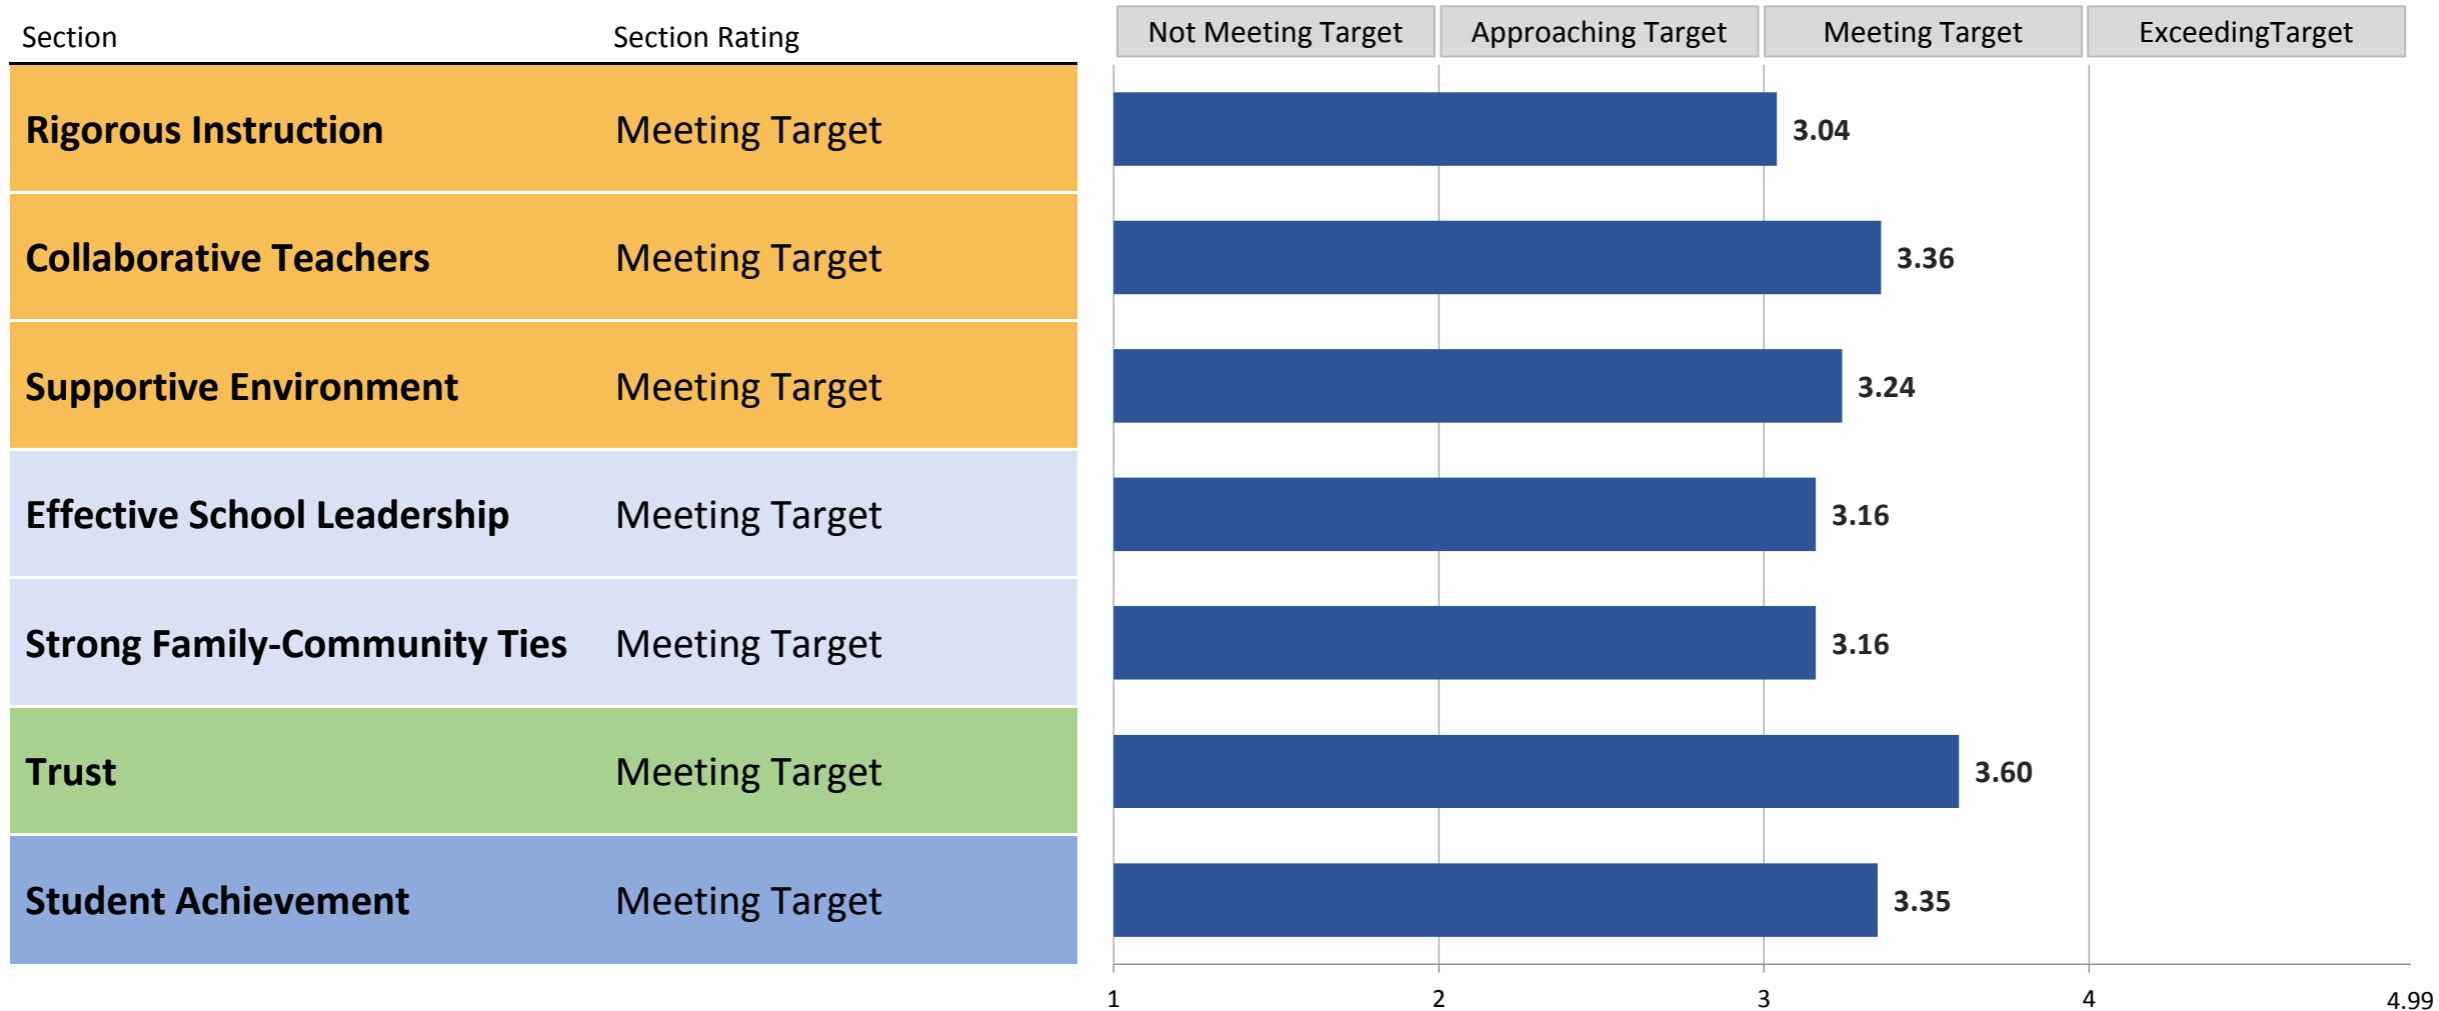 Section Section Rating Not Meeting Target Approaching Target Meeting Target ExceedingTarget
Rigorous Instruction Meeting Target 3.04
Collaborative Teachers Meeting Target 3.36
Supportive Environment Meeting Target 3.24
Effective School Leadership Meeting Target 3.16
Strong Family-Community Ties Meeting Target 3.16
Trust Meeting Target 3.60
Student Achievement Meeting Target 3.35
1 2 3 4 4.99